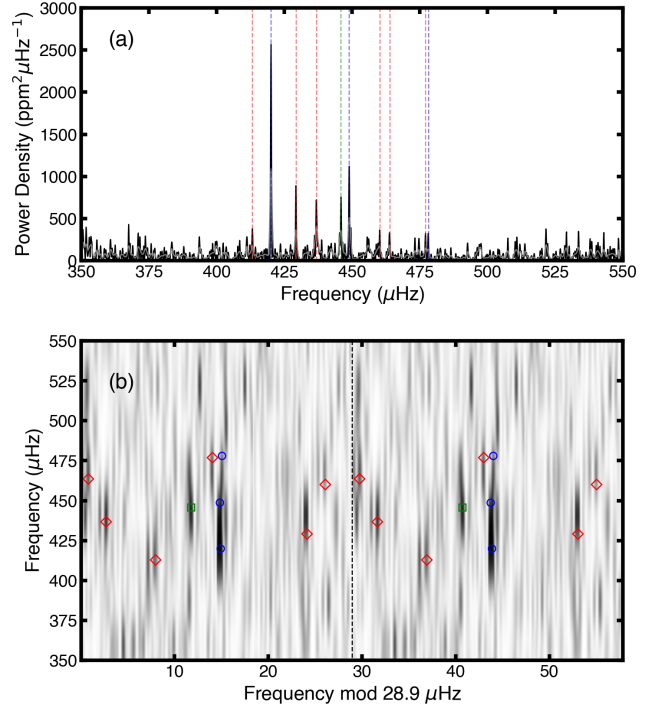 (a)
Power Density (ppm²μHz⁻¹)
3000
2500
2000
1500
1000
500
0
350 375 400 425 450 475 500 525 550
Frequency (μHz)
(b)
Frequency (μHz)
550
525
500
475
450
425
400
375
350
10 20 30 40 50
Frequency mod 28.9 μHz